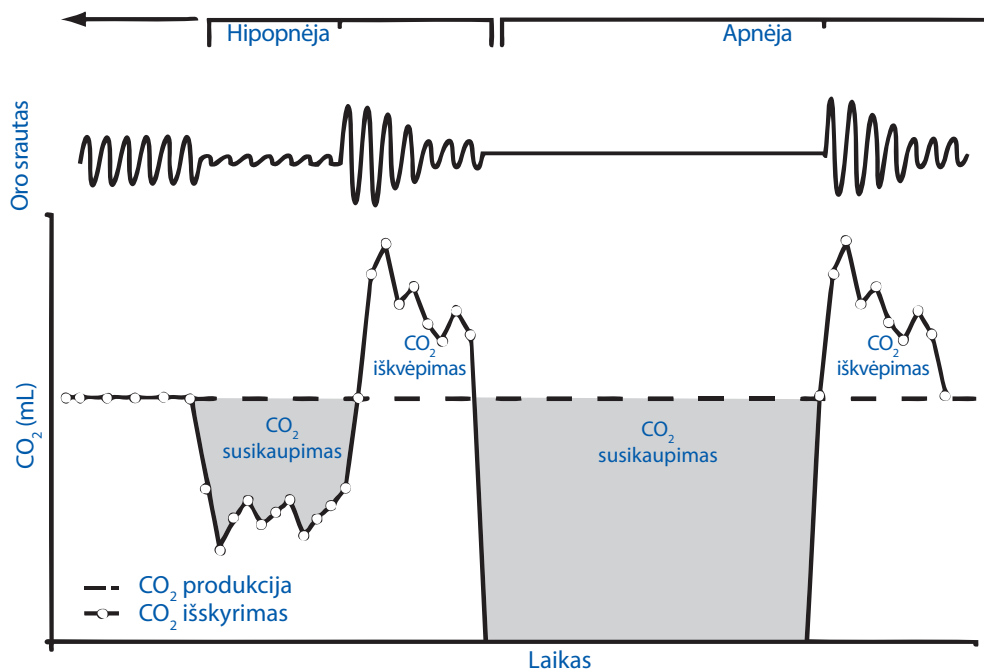 Hipopnėja
Apnėja
Oro srautas
CO₂ (mL)
CO₂
iškvėpimas
CO₂
iškvėpimas
CO₂
susikaupimas
CO₂
susikaupimas
CO₂ produkcija
CO₂ išskyrimas
Laikas